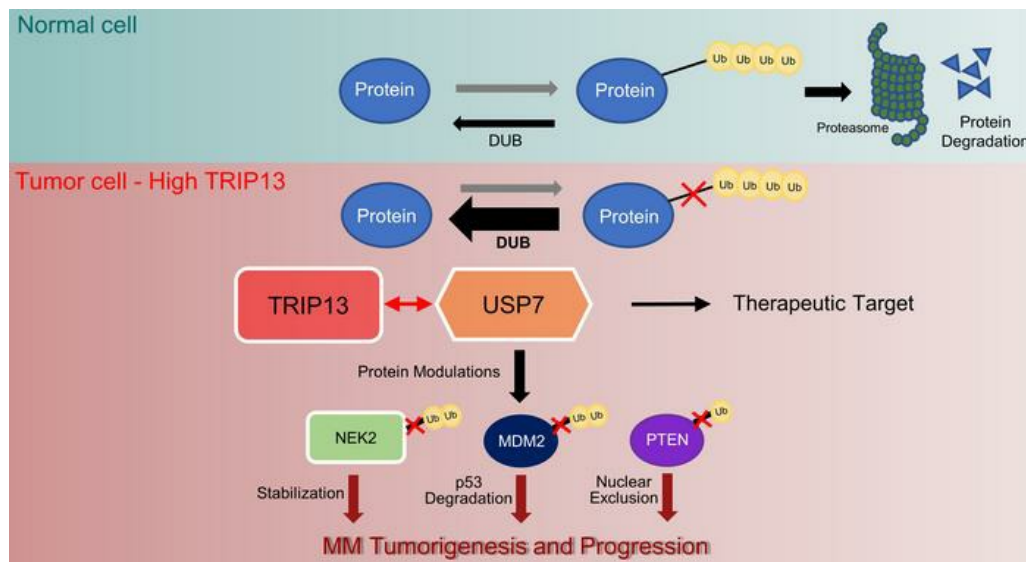 Normal cell
Protein
Protein
Ub Ub Ub Ub
DUB
Proteasome
Protein
Degradation
Tumor cell - High TRIP13
Protein
Protein
Ub Ub Ub Ub
DUB
TRIP13
USP7
Therapeutic Target
Protein Modulations
NEK2
Ub Ub
MDM2
Ub Ub
PTEN
Ub
Stabilization
p53
Degradation
Nuclear
Exclusion
MM Tumorigenesis and Progression